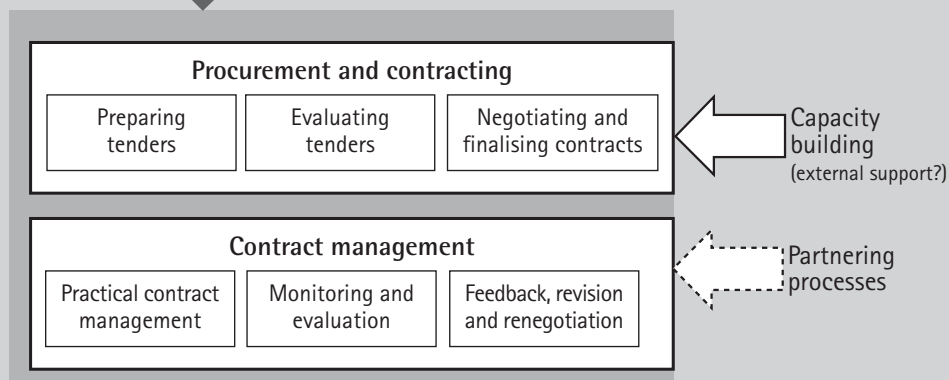 Procurement and contracting
Preparing
tenders
Evaluating
tenders
Negotiating and
finalising contracts
Capacity
building
(external support?)
Contract management
Practical contract
management
Monitoring and
evaluation
Feedback, revision
and renegotiation
Partnering
processes